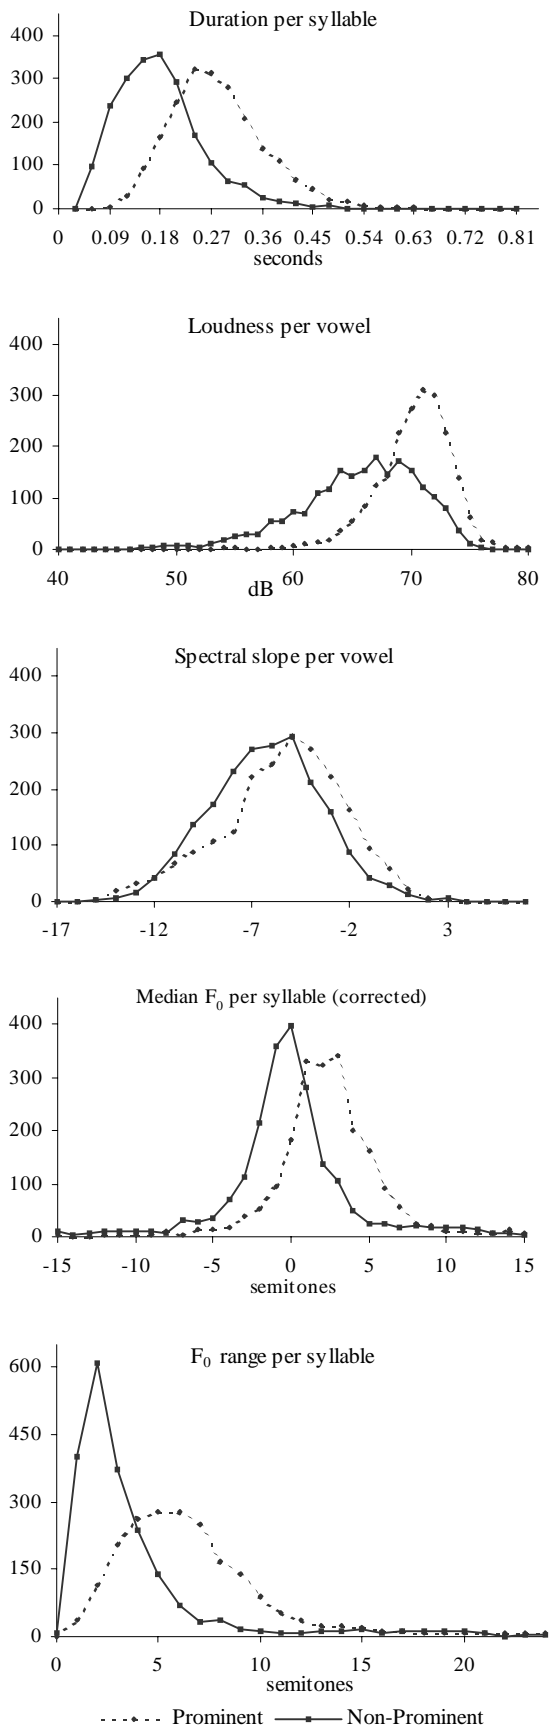 Duration per syllable
400
300
200
100
0
0 0.09 0.18 0.27 0.36 0.45 0.54 0.63 0.72 0.81
seconds
Loudness per vowel
400
300
200
100
0
40 50 60 70 80
dB
Spectral slope per vowel
400
300
200
100
0
-17 -12 -7 -2 3
Median F0 per syllable (corrected)
400
300
200
100
0
-15 -10 -5 0 5 10 15
semitones
F0 range per syllable
600
450
300
150
0
0 5 10 15 20
semitones
Prominent Non-Prominent